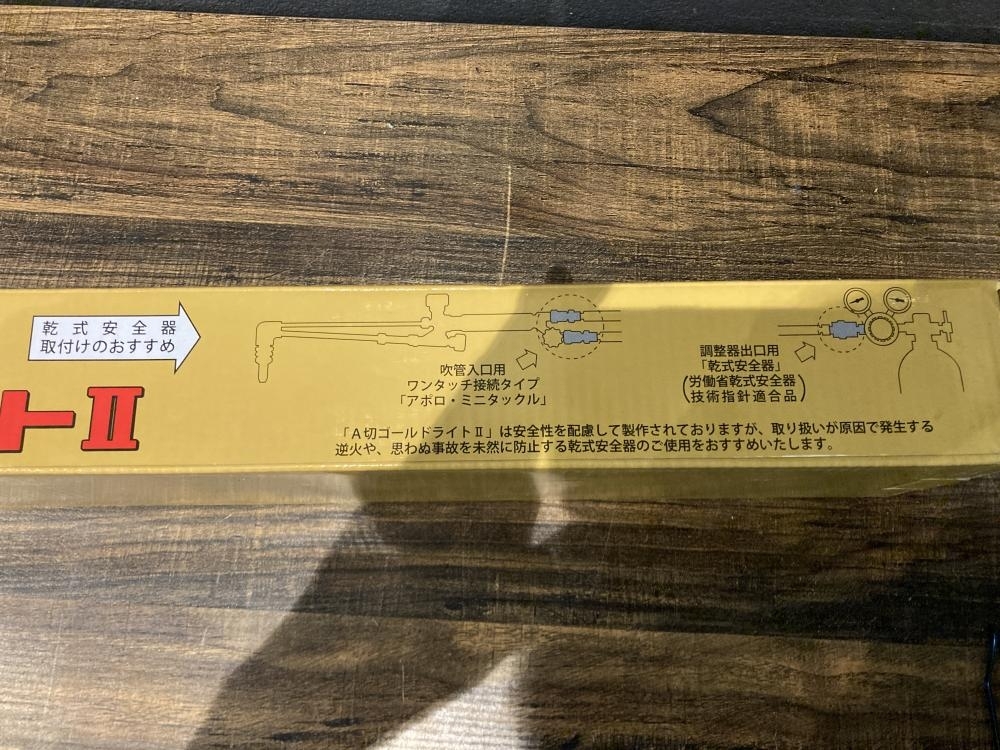 乾式安全器
取付けのおすすめ
トII
吹管入口用
ワンタッチ接続タイプ
「アポロ・ミニタックル」
調整器出口用
「乾式安全器」
(労働省乾式安全器
技術指針適合品)
「A切ゴールドライトII」は安全性を配慮して製作されておりますが、取り扱いが原因で発生する
逆火や、思わぬ事故を未然に防止する乾式安全器のご使用をおすすめいたします。